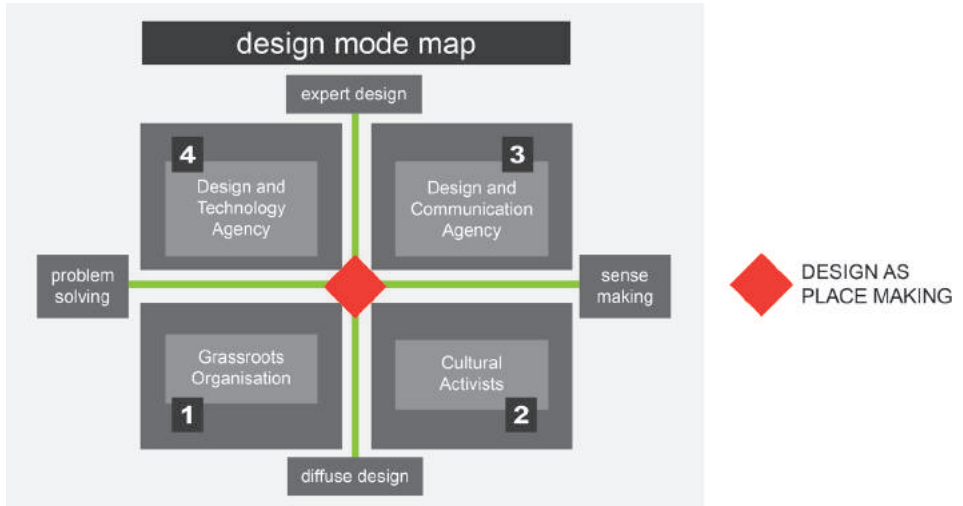 design mode map
expert design
4
Design and
Technology
Agency
3
Design and
Communication
Agency
problem
solving
sense
making
DESIGN AS
PLACE MAKING
Grassroots
Organisation
1
Cultural
Activists
2
diffuse design